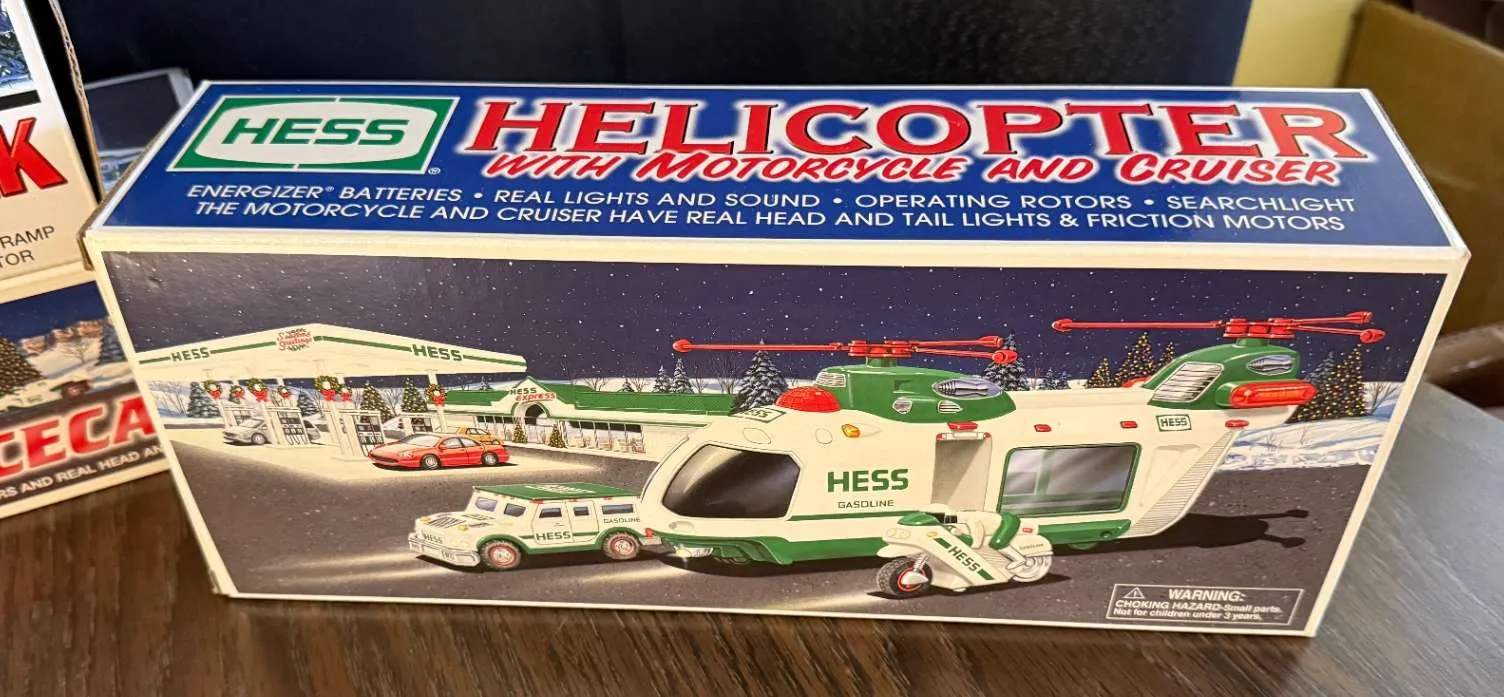 HESS
HELICOPTER
WITH MOTORCYCLE AND CRUISER
ENERGIZER® BATTERIES • REAL LIGHTS AND SOUND • OPERATING ROTORS • SEARCHLIGHT
THE MOTORCYCLE AND CRUISER HAVE REAL HEAD AND TAIL LIGHTS & FRICTION MOTORS
K
RAMP
TOR
HESS
Season's
Greetings
HESS
HESS
EXPRESS
HESS
HESS
HESS
GASOLINE
GASOLINE
HESS
HESS
HESS
CECA
RS AND REAL HEAD AN
WARNING:
CHOKING HAZARD-Small parts.
Not for children under 3 years.